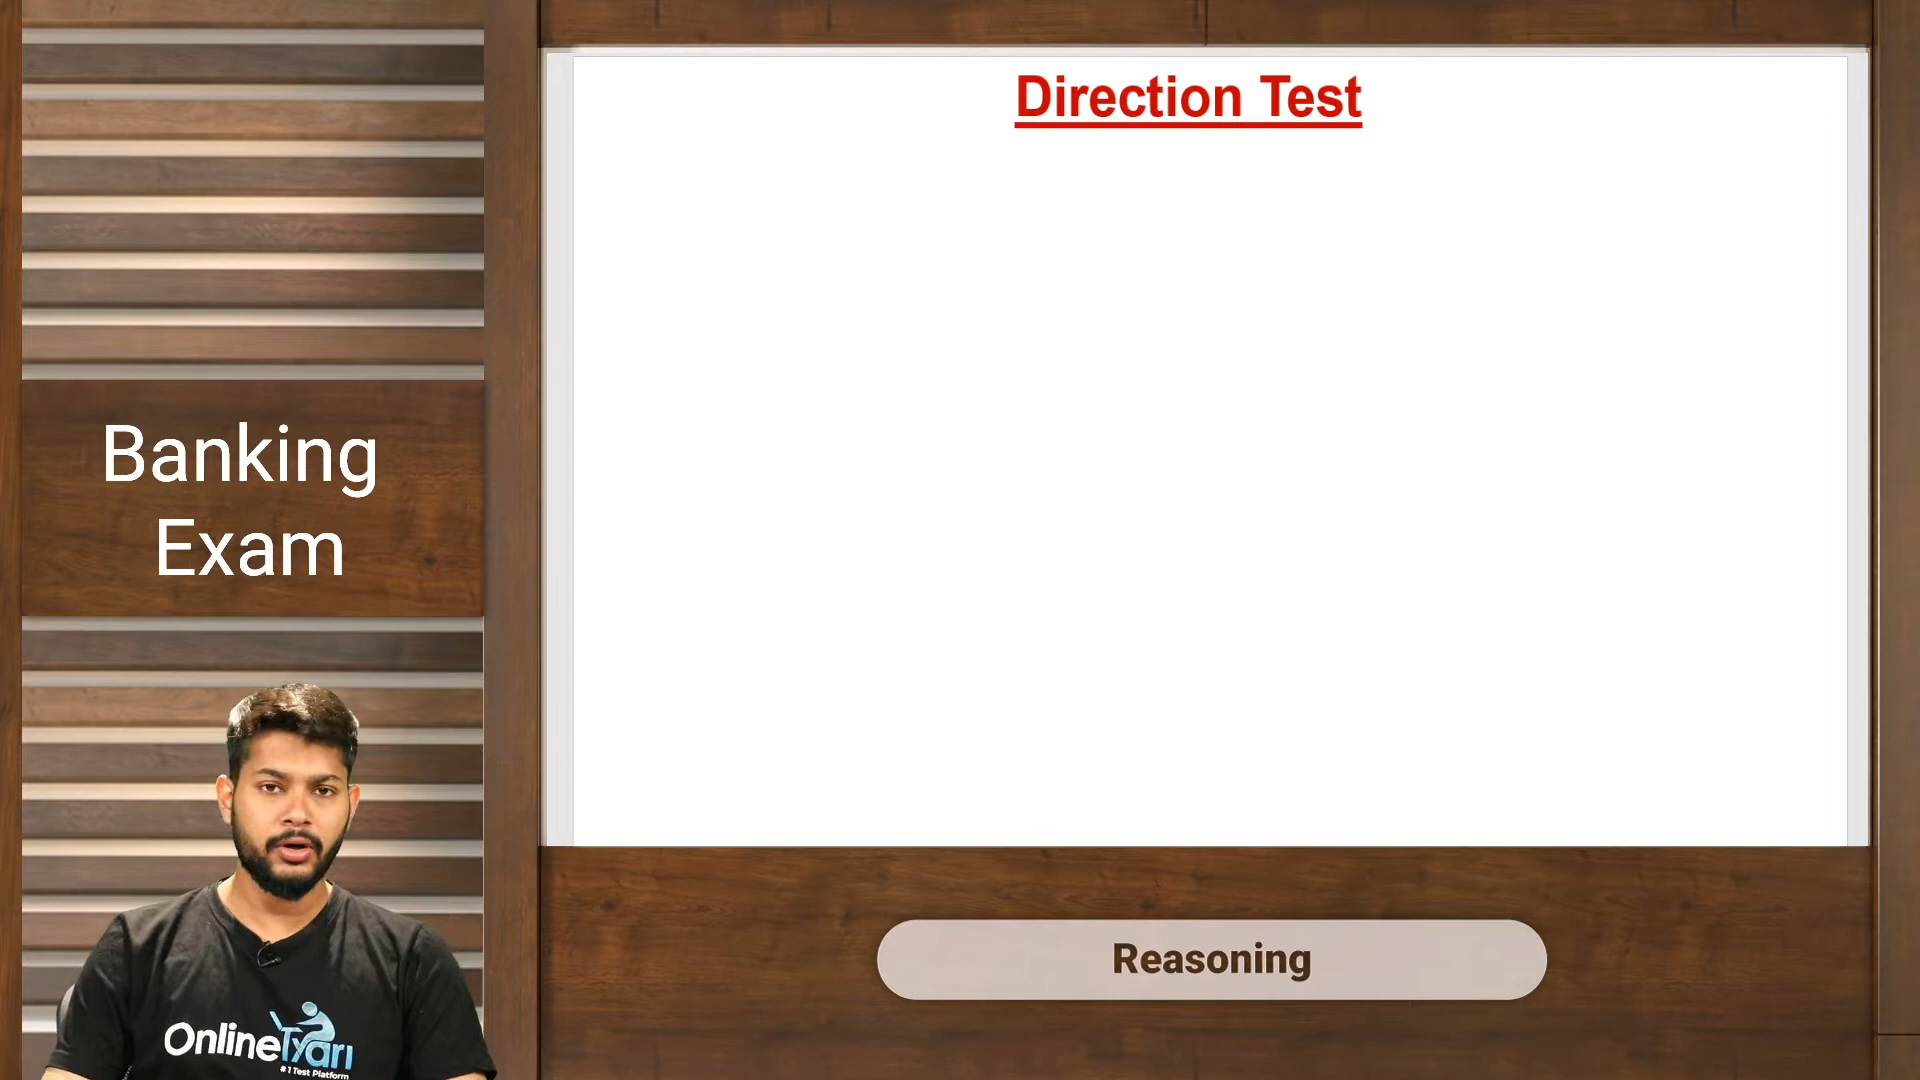 Direction Test
Banking
Exam
Reasoning
OnlineTyari
#1 Test Platform